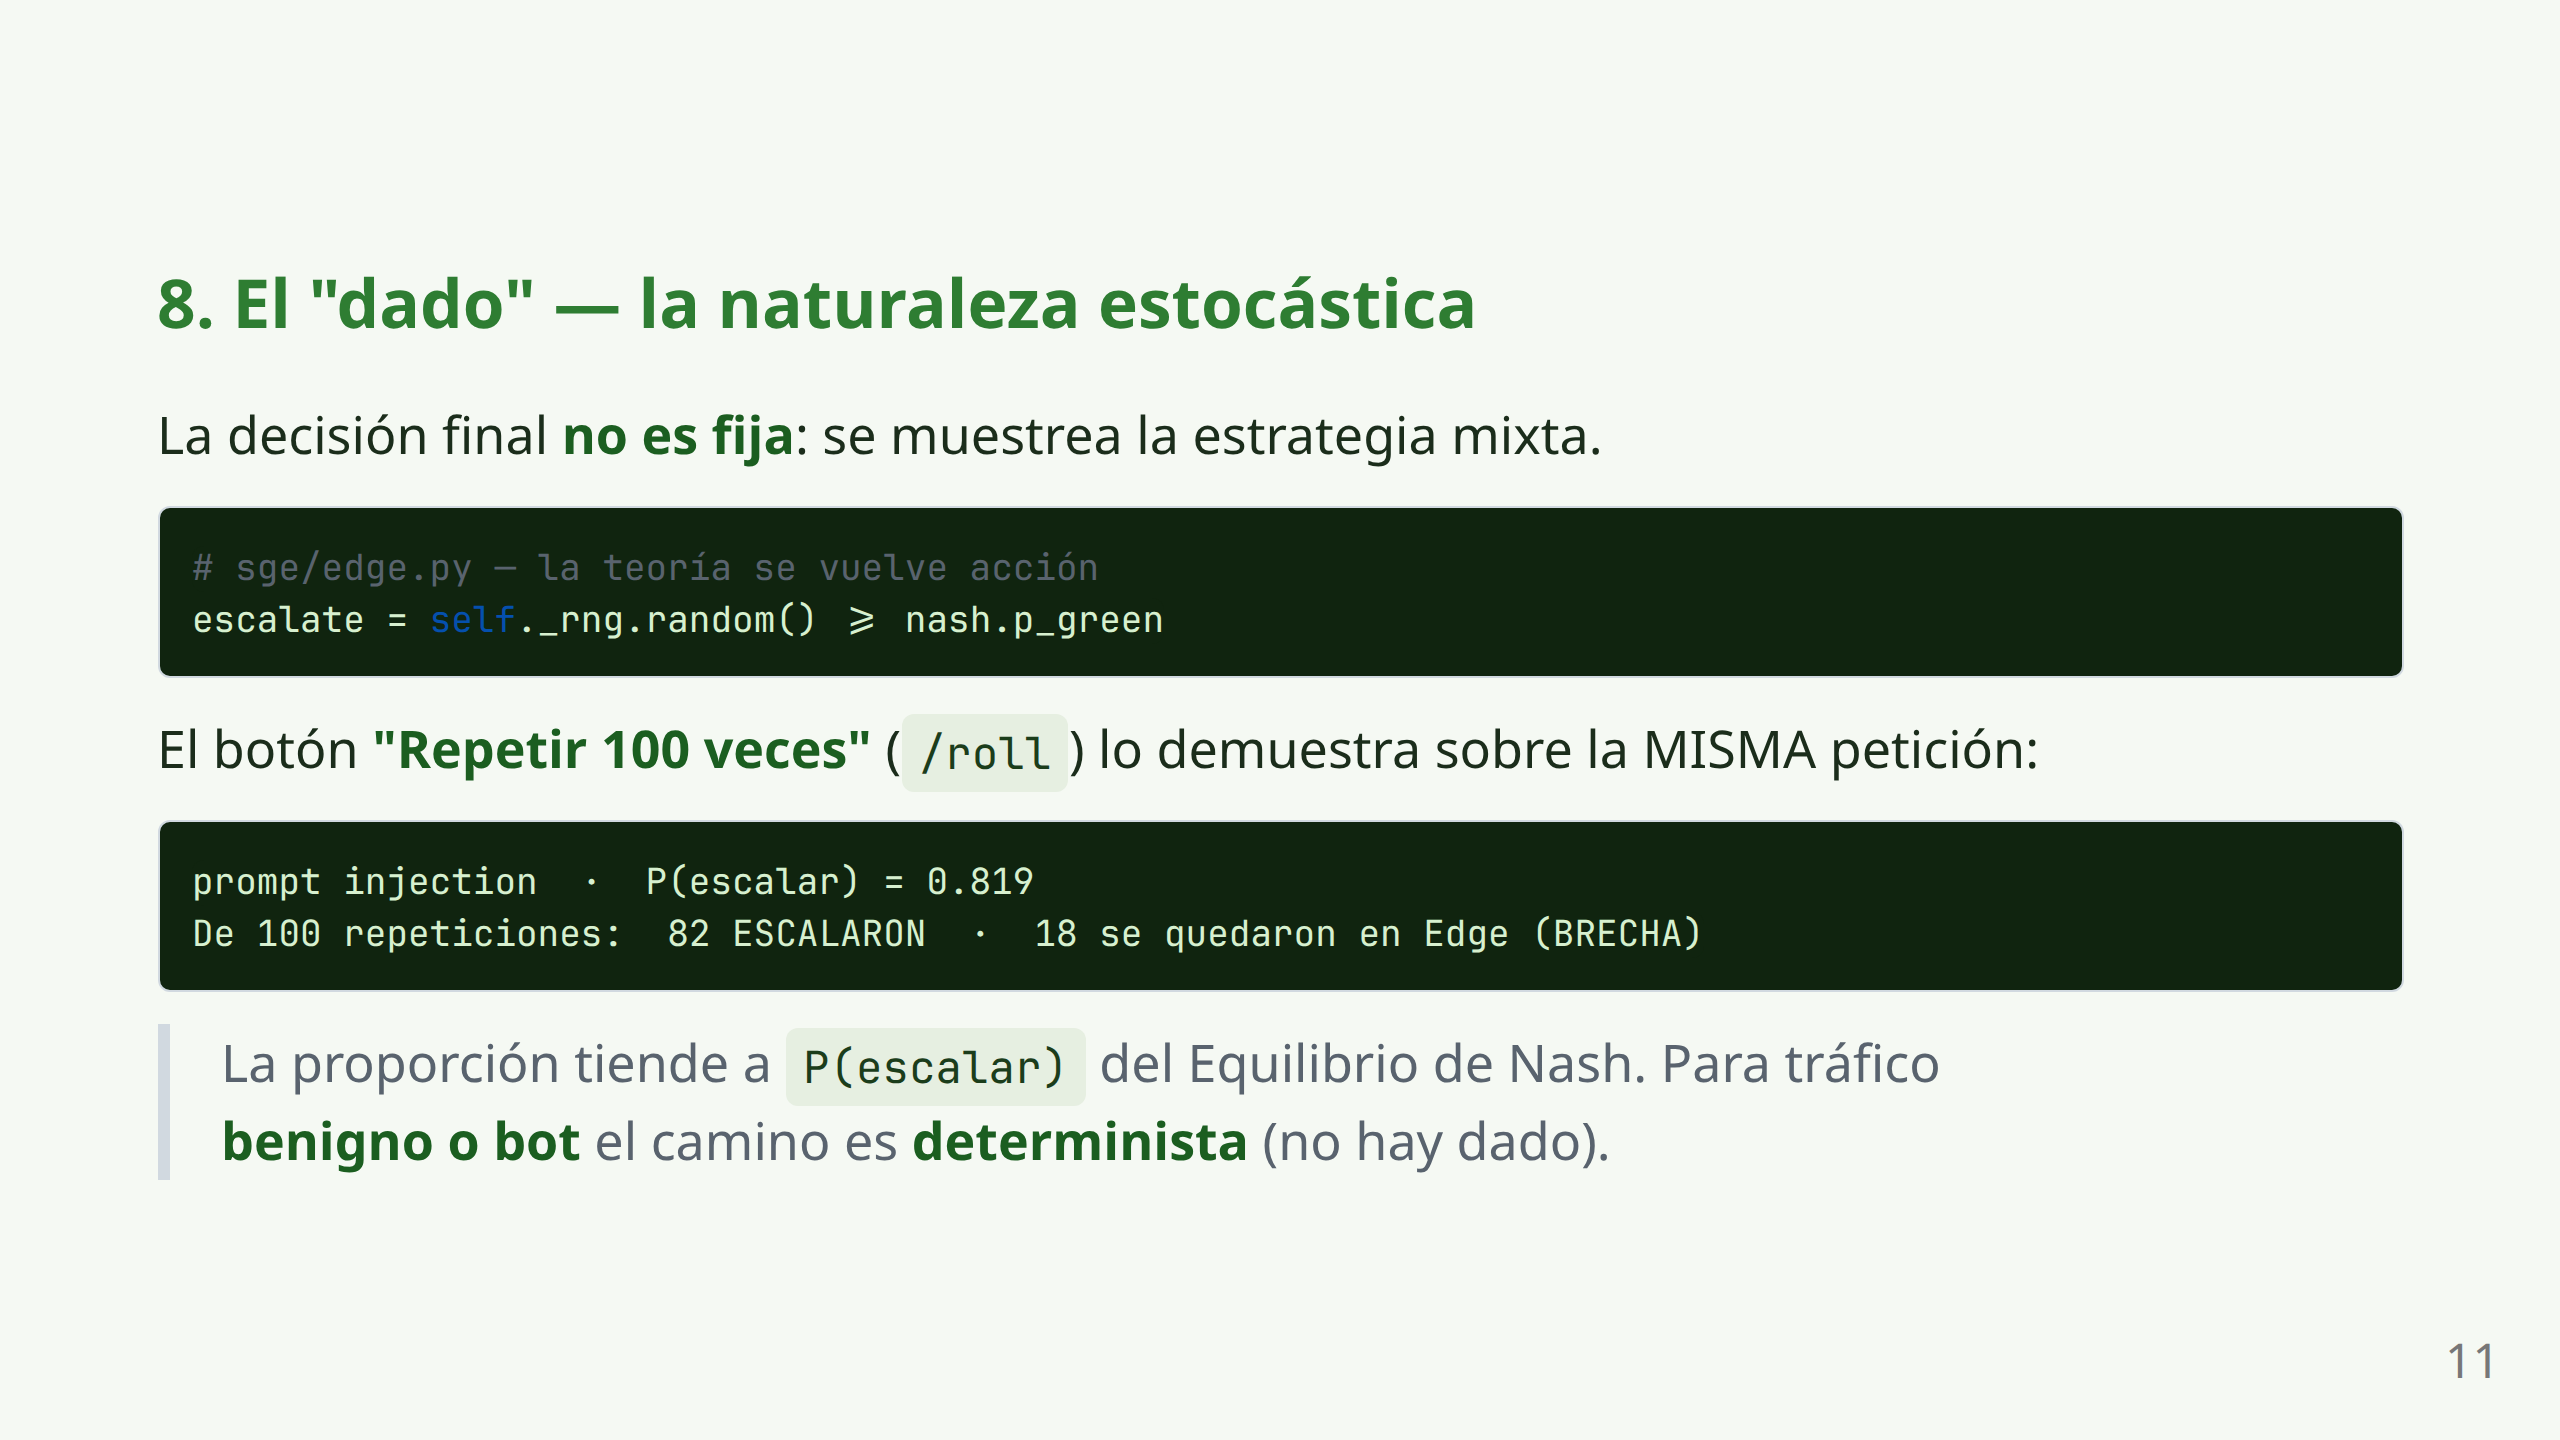 8. El "dado" — la naturaleza estocástica
La decisión final no es fija: se muestrea la estrategia mixta.
# sge/edge.py — la teoría se vuelve acción
escalate = self._rng.random() >= nash.p_green
El botón "Repetir 100 veces" ( /roll ) lo demuestra sobre la MISMA petición:
prompt injection  ·  P(escalar) = 0.819
De 100 repeticiones:  82 ESCALARON  ·  18 se quedaron en Edge (BRECHA)
La proporción tiende a P(escalar) del Equilibrio de Nash. Para tráfico
benigno o bot el camino es determinista (no hay dado).
11